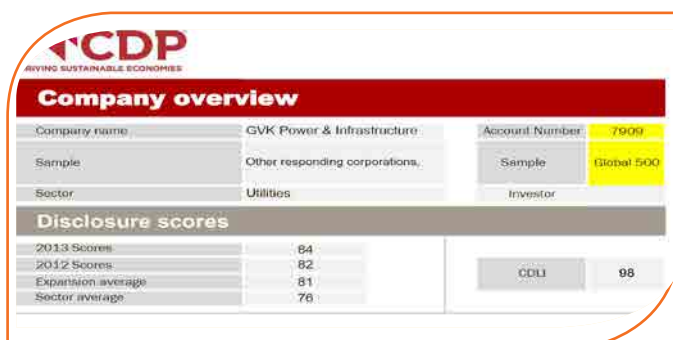 CDP
DRIVING SUSTAINABLE ECONOMIES
Company overview
Company name GVK Power & Infrastructure Account Number 7909
Sample Other responding corporations, Sample Global 500
Sector Utilities Investor
Disclosure scores
2013 Scores 84
2012 Scores 82
CDLI 98
Expansion average 81
Sector average 76